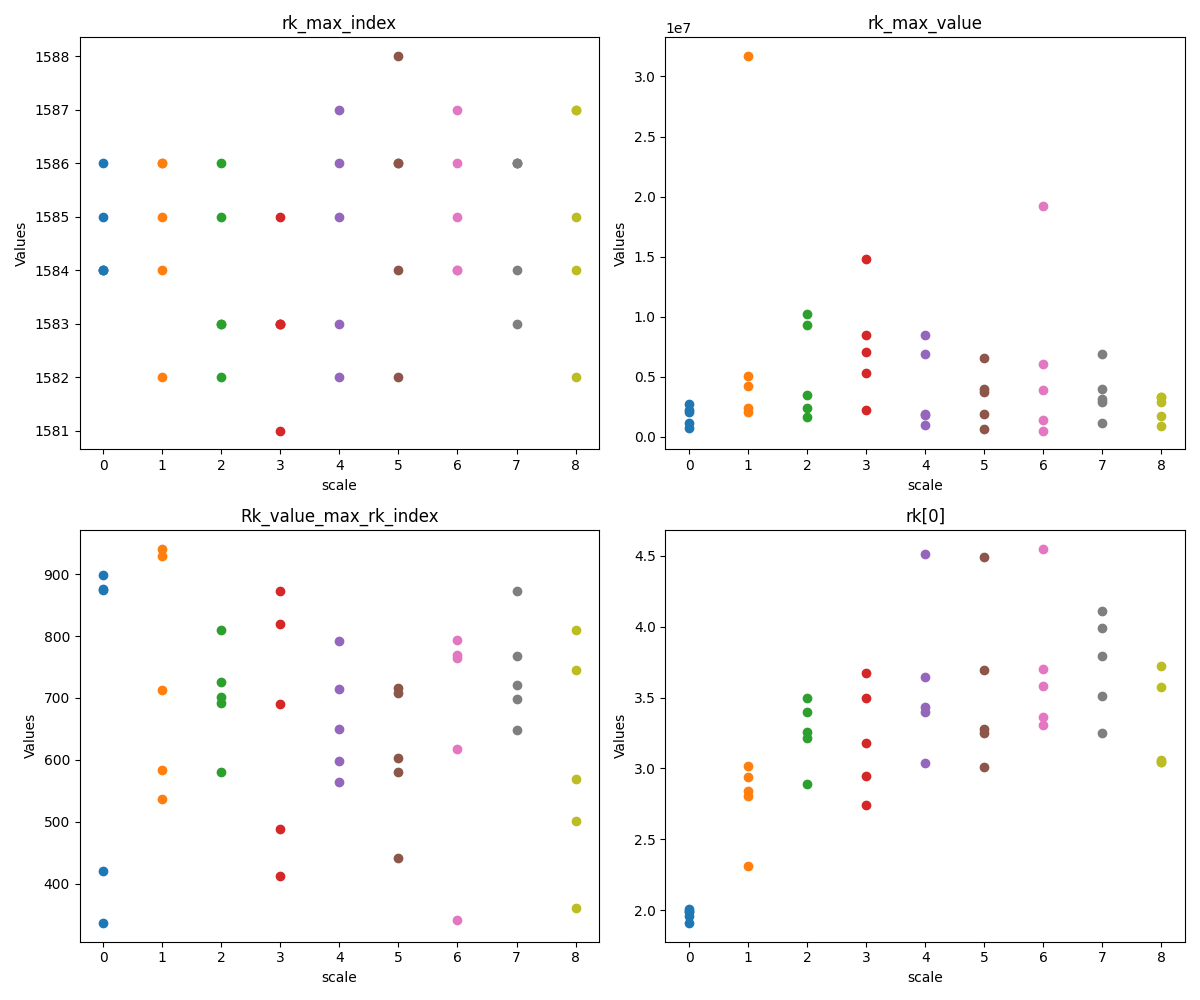 rk_max_index
Values
1588
1587
1586
1585
1584
1583
1582
1581
0 1 2 3 4 5 6 7 8
scale
rk_max_value
1e7
Values
3.0
2.5
2.0
1.5
1.0
0.5
0.0
0 1 2 3 4 5 6 7 8
scale
Rk_value_max_rk_index
Values
900
800
700
600
500
400
0 1 2 3 4 5 6 7 8
scale
rk[0]
Values
4.5
4.0
3.5
3.0
2.5
2.0
0 1 2 3 4 5 6 7 8
scale